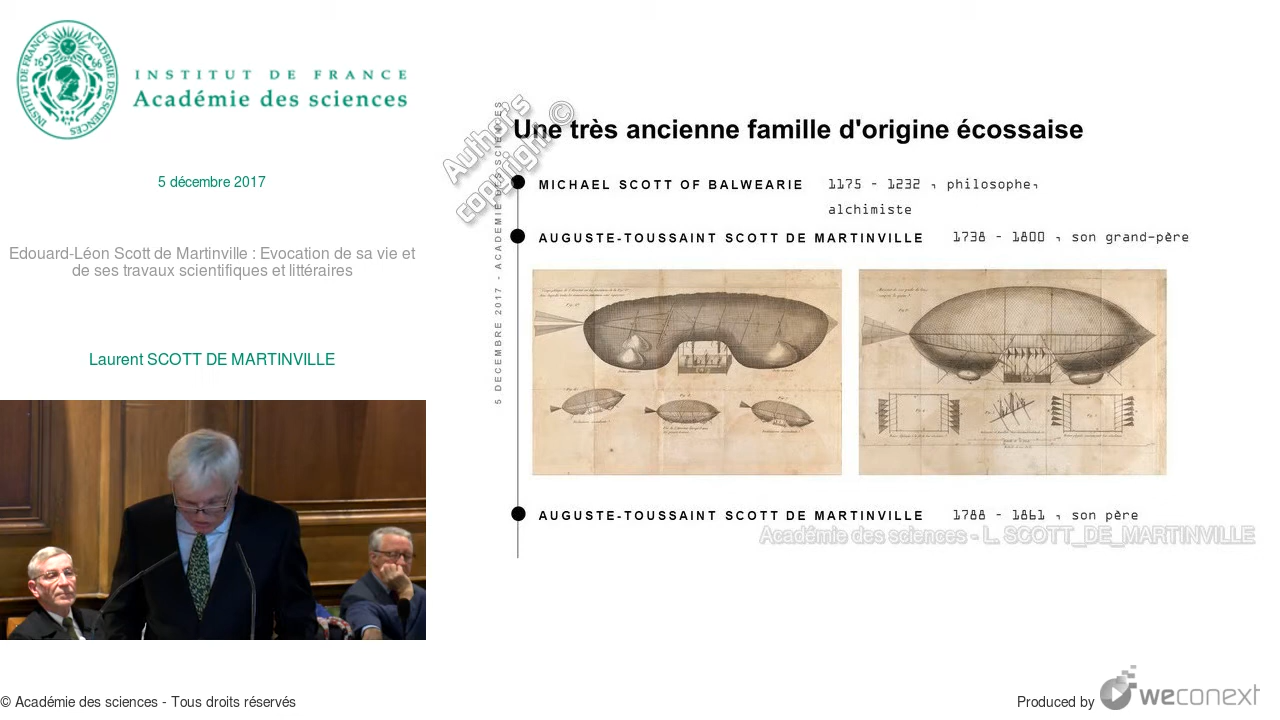 INSTITUT DE FRANCE
Académie des sciences
5 décembre 2017
Edouard-Léon Scott de Martinville : Evocation de sa vie et
de ses travaux scientifiques et littéraires
Laurent SCOTT DE MARTINVILLE
Author's
copyright ©
5 DECEMBRE 2017 - ACADEMIE DES SCIENCES
Une très ancienne famille d'origine écossaise
MICHAEL SCOTT OF BALWEARIE 1175 - 1232 , philosophe,
alchimiste
AUGUSTE-TOUSSAINT SCOTT DE MARTINVILLE 1738 - 1800 , son grand-père
AUGUSTE-TOUSSAINT SCOTT DE MARTINVILLE 1788 - 1861 , son père
Académie des sciences - L. SCOTT_DE_MARTINVILLE
© Académie des sciences - Tous droits réservés
Produced by weconext